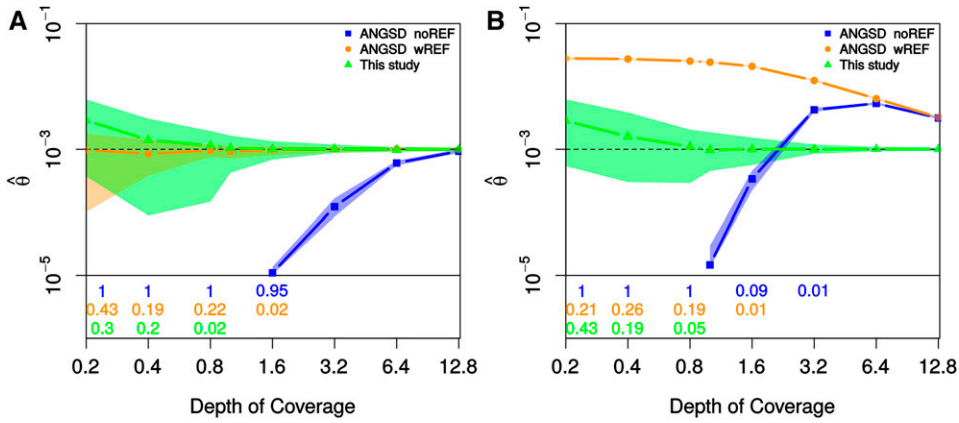 A
10⁻¹
10⁻³
10⁻⁵
θ̂
ANGSD noREF
ANGSD wREF
This study
1 1 1 0.95
0.43 0.19 0.22 0.02
0.3 0.2 0.02
0.2 0.4 0.8 1.6 3.2 6.4 12.8
Depth of Coverage
B
10⁻¹
10⁻³
10⁻⁵
θ̂
ANGSD noREF
ANGSD wREF
This study
1 1 1 0.09 0.01
0.21 0.26 0.19 0.01
0.43 0.19 0.05
0.2 0.4 0.8 1.6 3.2 6.4 12.8
Depth of Coverage